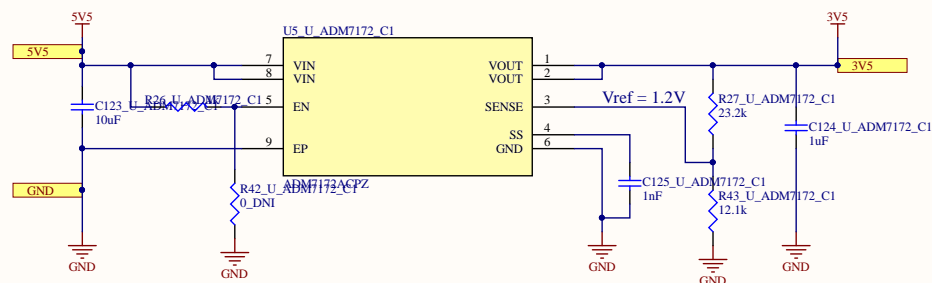 5V5
U5_U_ADM7172_C1
3V5
5V5
3V5
7
VIN
VOUT
1
8
VIN
VOUT
2
R26_U_ADM7172_C1
5
EN
SENSE
3
Vref = 1.2V
R27_U_ADM7172_C1
23.2k
C123_U_ADM7172_C1
10uF
SS
4
C124_U_ADM7172_C1
1uF
9
EP
GND
6
ADM7172ACPZ
C125_U_ADM7172_C1
1nF
GND
R42_U_ADM7172_C1
0_DNI
R43_U_ADM7172_C1
12.1k
GND
GND
GND
GND
GND